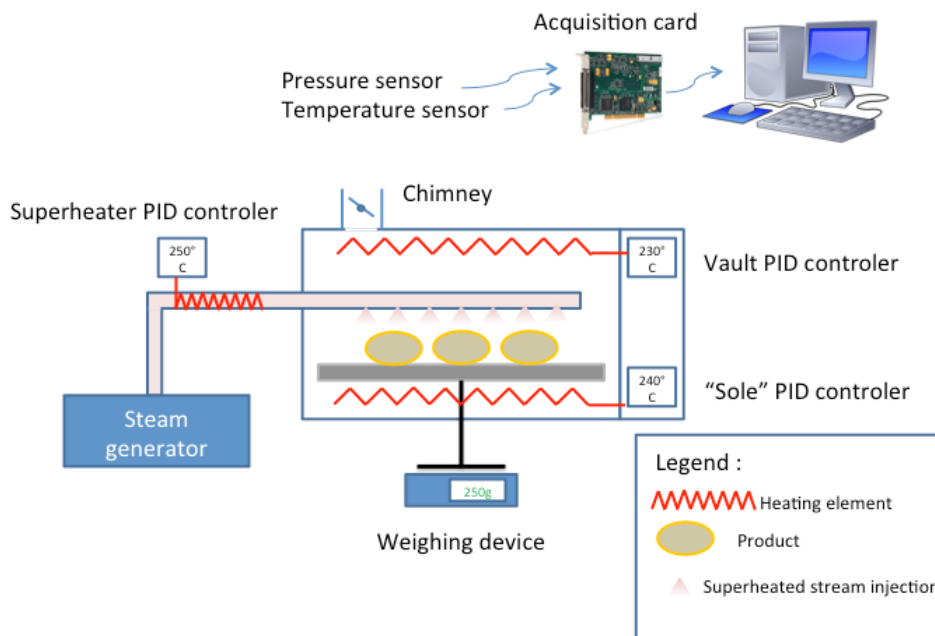 Acquisition card
Pressure sensor
Temperature sensor
Chimney
Superheater PID controler
250°
C
230°
C
Vault PID controler
240°
C
“Sole” PID controler
Steam
generator
250g
Weighing device
Legend :
Heating element
Product
Superheated stream injection